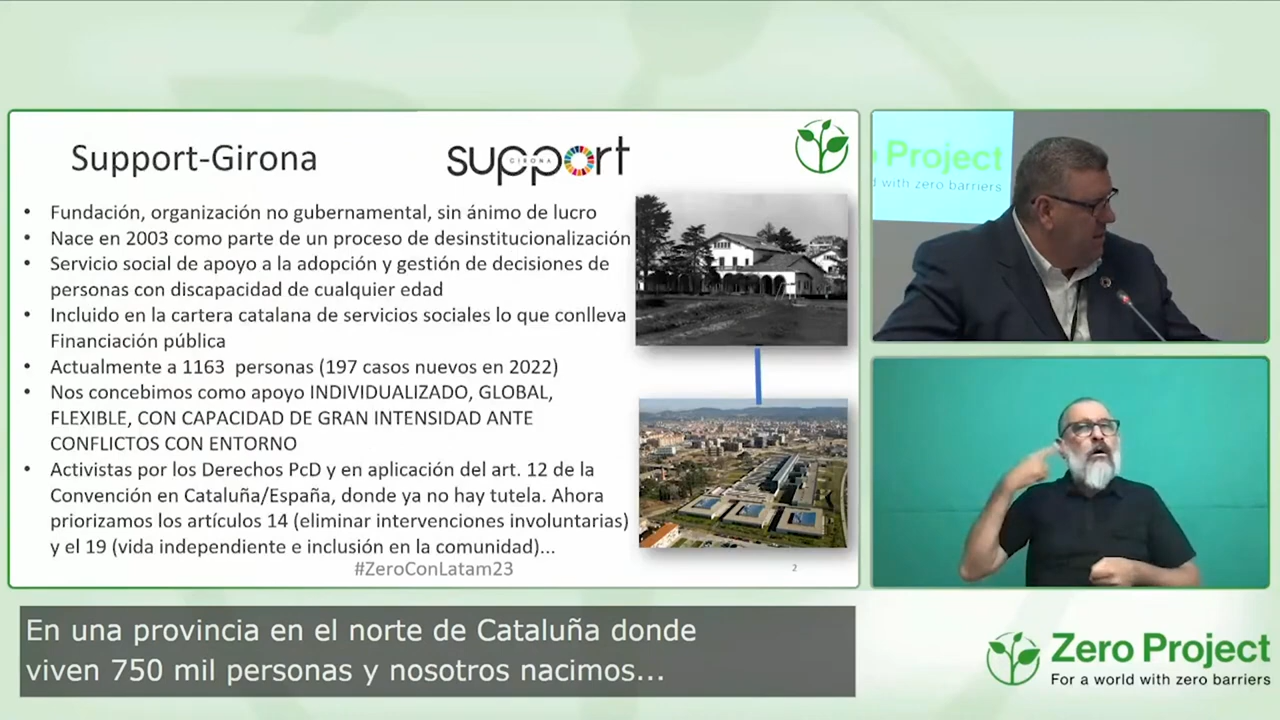 Support-Girona
support
GIRONA
• Fundación, organización no gubernamental, sin ánimo de lucro
• Nace en 2003 como parte de un proceso de desinstitucionalización
• Servicio social de apoyo a la adopción y gestión de decisiones de
personas con discapacidad de cualquier edad
• Incluido en la cartera catalana de servicios sociales lo que conlleva
Financiación pública
• Actualmente a 1163 personas (197 casos nuevos en 2022)
• Nos concebimos como apoyo INDIVIDUALIZADO, GLOBAL,
FLEXIBLE, CON CAPACIDAD DE GRAN INTENSIDAD ANTE
CONFLICTOS CON ENTORNO
• Activistas por los Derechos PcD y en aplicación del art. 12 de la
Convención en Cataluña/España, donde ya no hay tutela. Ahora
priorizamos los artículos 14 (eliminar intervenciones involuntarias)
y el 19 (vida independiente e inclusión en la comunidad)...
#ZeroConLatam23
2
o Project
d with zero barriers
En una provincia en el norte de Cataluña donde
viven 750 mil personas y nosotros nacimos...
Zero Project
For a world with zero barriers